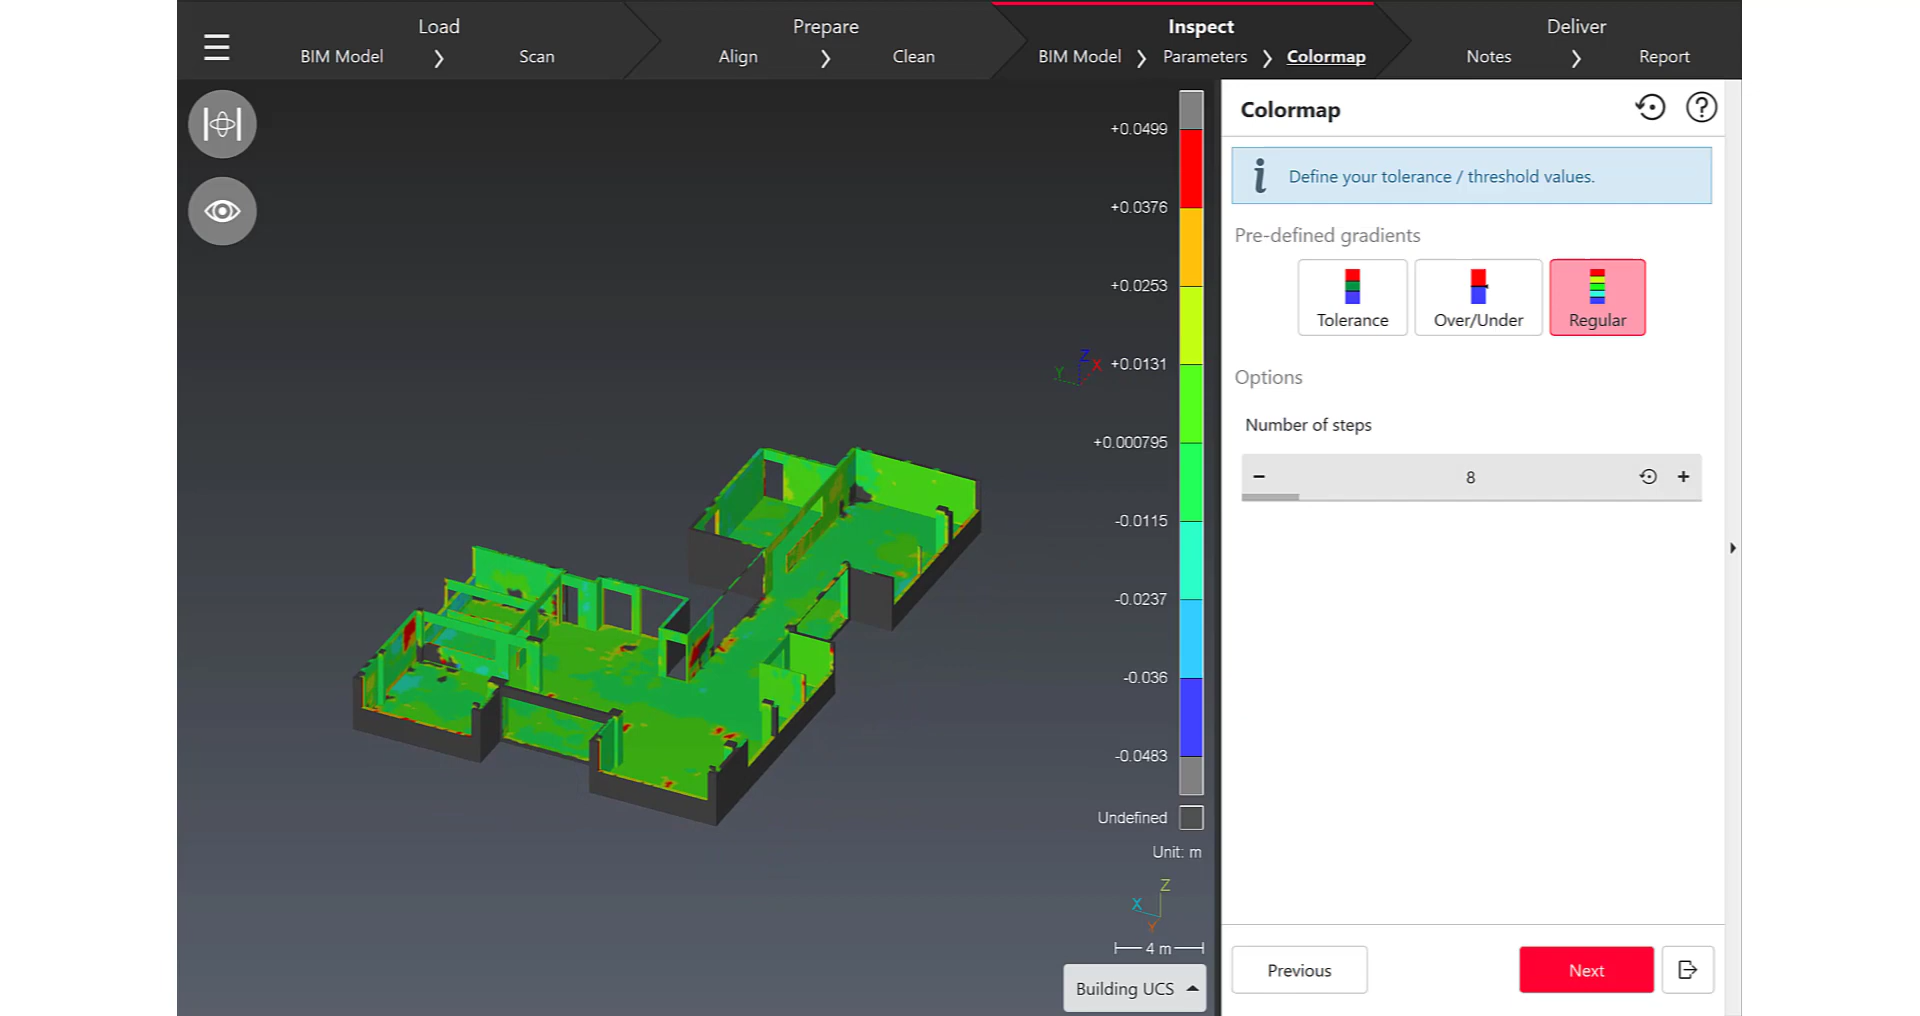 Load
Prepare
Inspect
Deliver
BIM Model
Scan
Align
Clean
BIM Model
Parameters
Colormap
Notes
Report
+0.0499
+0.0376
+0.0253
+0.0131
+0.000795
-0.0115
-0.0237
-0.036
-0.0483
Undefined
Unit: m
Z
X
Y
Z
X
Y
4 m
Building UCS
Colormap
?
i Define your tolerance / threshold values.
Pre-defined gradients
Tolerance
Over/Under
Regular
Options
Number of steps
− 8 +
Previous
Next